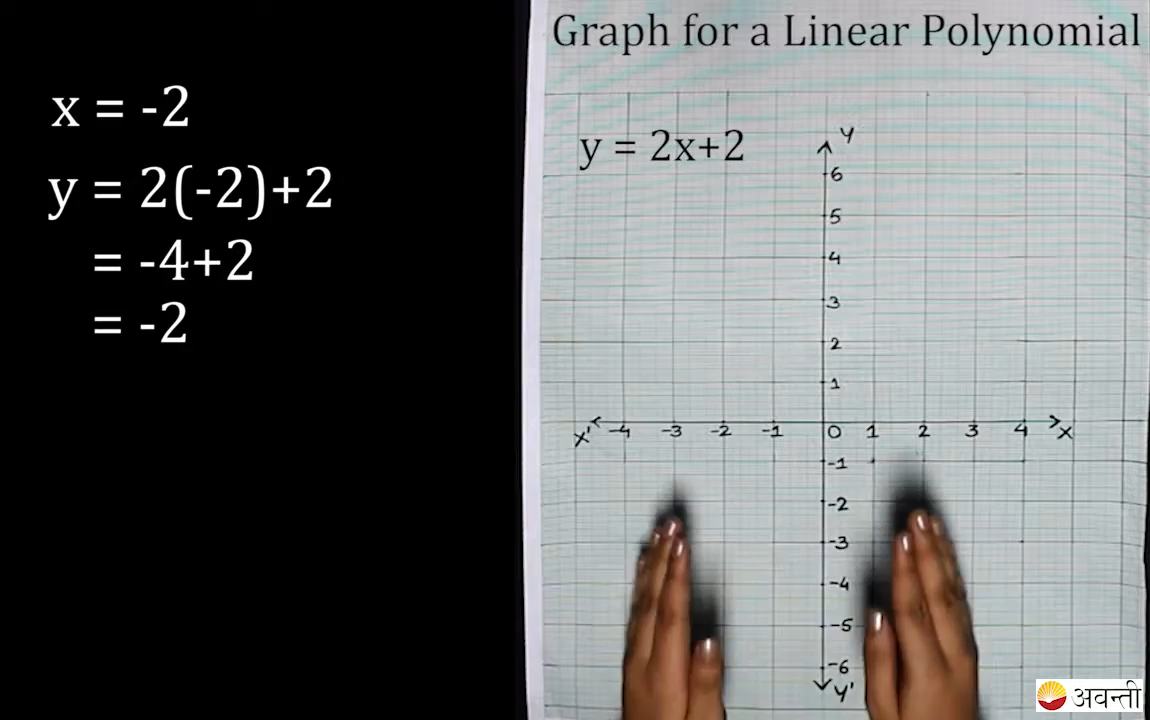 x = -2
y = 2(-2)+2
= -4+2
= -2
Graph for a Linear Polynomial
y = 2x+2
Y
6
5
4
3
2
1
X' -4 -3 -2 -1 0 1 2 3 4 X
-1
-2
-3
-4
-5
-6
Y'
अवन्ती